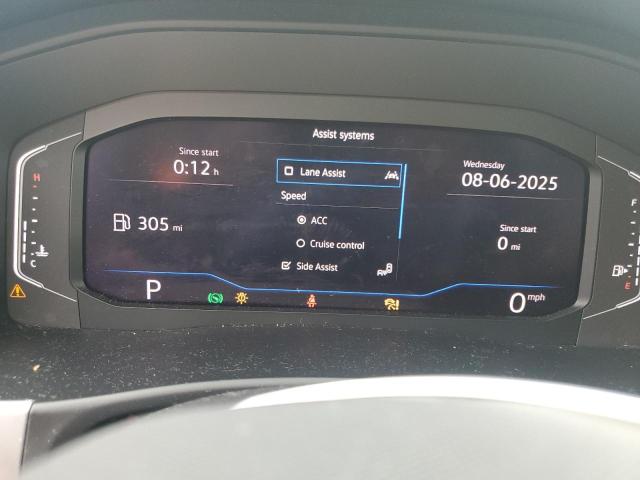 Assist systems
Since start
0:12 h
Lane Assist
Wednesday
08-06-2025
Speed
H
F
305 mi
ACC
Since start
0 mi
Cruise control
Side Assist
C
E
P
0 mph